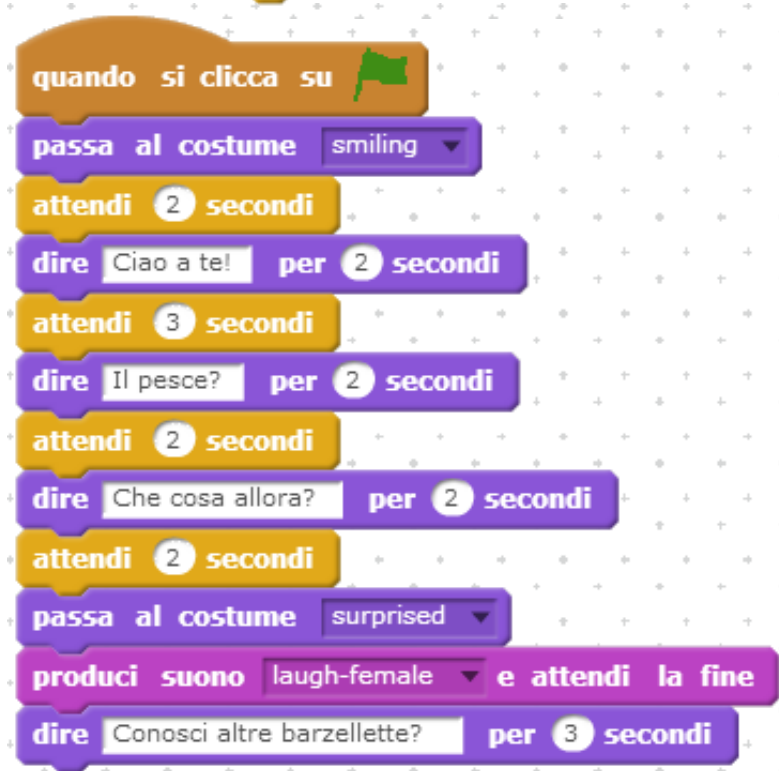 quando si clicca su
passa al costume smiling
attendi 2 secondi
dire Ciao a te! per 2 secondi
attendi 3 secondi
dire Il pesce? per 2 secondi
attendi 2 secondi
dire Che cosa allora? per 2 secondi
attendi 2 secondi
passa al costume surprised
produci suono laugh-female e attendi la fine
dire Conosci altre barzellette? per 3 secondi